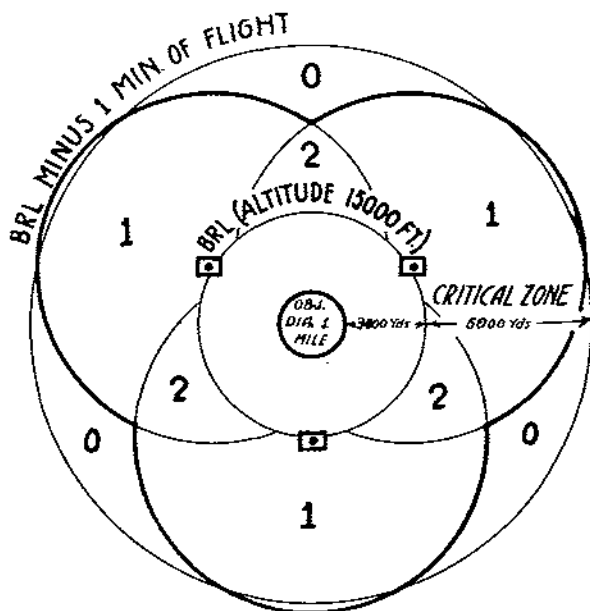 BRL MINUS 1 MIN. OF FLIGHT
0
2
1
1
BRL (ALTITUDE 15000 FT.)
CRITICAL ZONE
OBJ.
DIA. 1
MILE
3800 Yds
6000 Yds
2
2
0
0
1